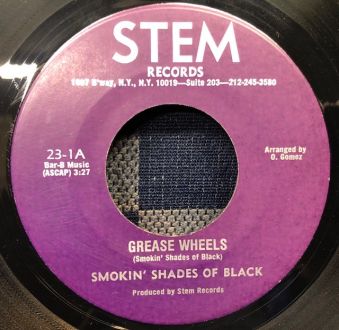 STEM
RECORDS
1697 B'way, N.Y., N.Y. 10019—Suite 203—212-245-3580
23-1A
Bar-B Music
(ASCAP) 3:27
Arranged by
O. Gomez
GREASE WHEELS
(Smokin' Shades of Black)
SMOKIN' SHADES OF BLACK
Produced by Stem Records